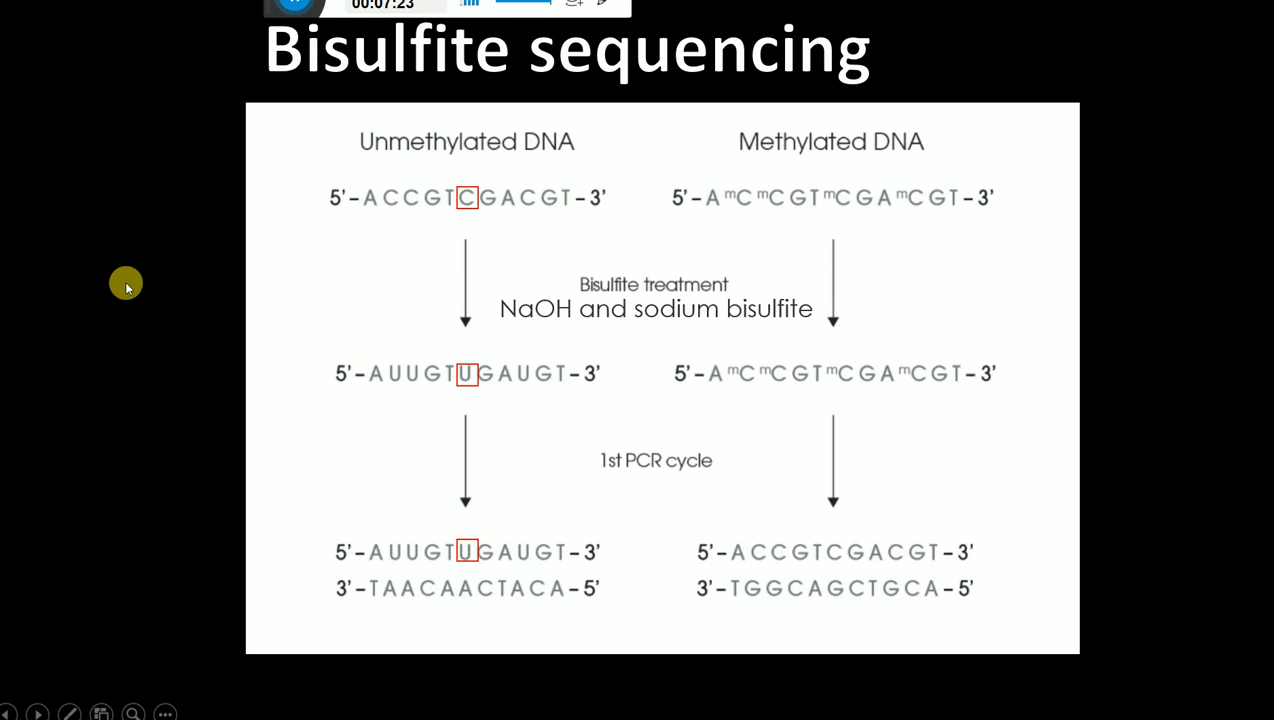 00:07:23
Bisulfite sequencing
Unmethylated DNA
Methylated DNA
5'-ACCGTCGACGT-3'
5'-AmCmCGTmCGAmCGT-3'
Bisulfite treatment
NaOH and sodium bisulfite
5'-AUUGTUGAUGT-3'
5'-AmCmCGTmCGAmCGT-3'
1st PCR cycle
5'-AUUGTUGAUGT-3'
3'-TAACAACTACA-5'
5'-ACCGTCGACGT-3'
3'-TGGCAGCTGCA-5'